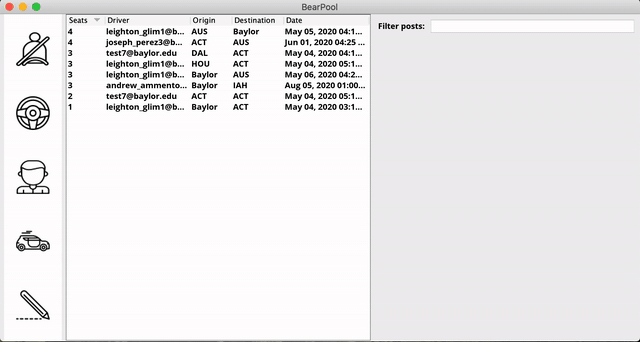 BearPool
Seats Driver Origin Destination Date
4 leighton_glim1@b... AUS Baylor May 05, 2020 04:1...
4 joseph_perez3@b... ACT AUS Jun 01, 2020 04:25 ...
3 test7@baylor.edu DAL ACT May 04, 2020 04:1...
3 leighton_glim1@b... HOU ACT May 04, 2020 05:1...
3 leighton_glim1@b... Baylor AUS May 06, 2020 04:2...
3 andrew_ammento... Baylor IAH Aug 05, 2020 01:00...
2 test7@baylor.edu ACT ACT May 04, 2020 05:1...
1 leighton_glim1@b... Baylor ACT May 04, 2020 03:1...
Filter posts: